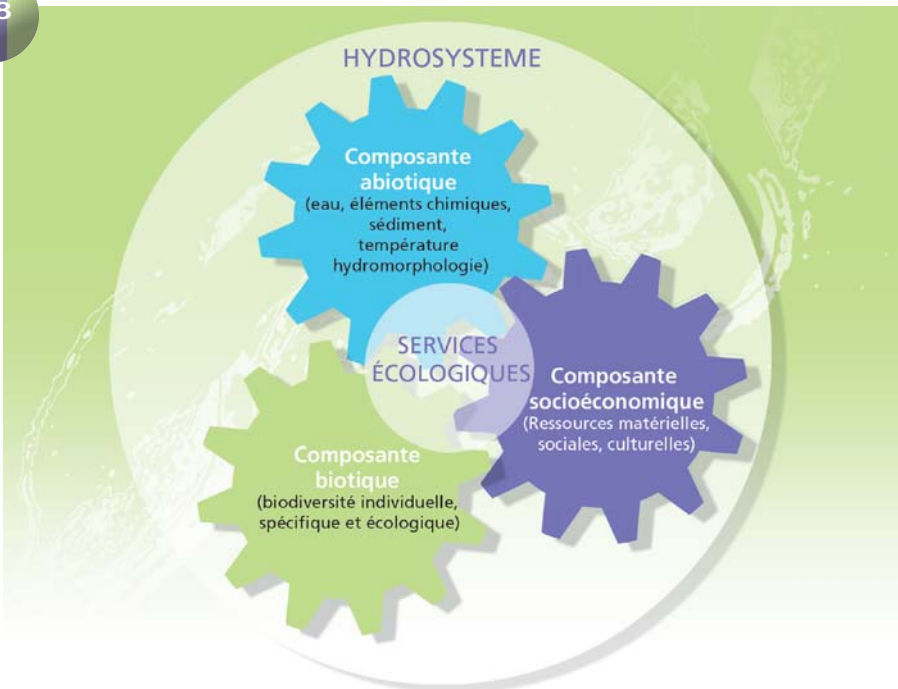 8
HYDROSYSTEME
Composante
abiotique
(eau, éléments chimiques,
sédiment,
température
hydromorphologie)
SERVICES
ÉCOLOGIQUES
Composante
socioéconomique
(Ressources matérielles,
sociales, culturelles)
Composante
biotique
(biodiversité individuelle,
spécifique et écologique)